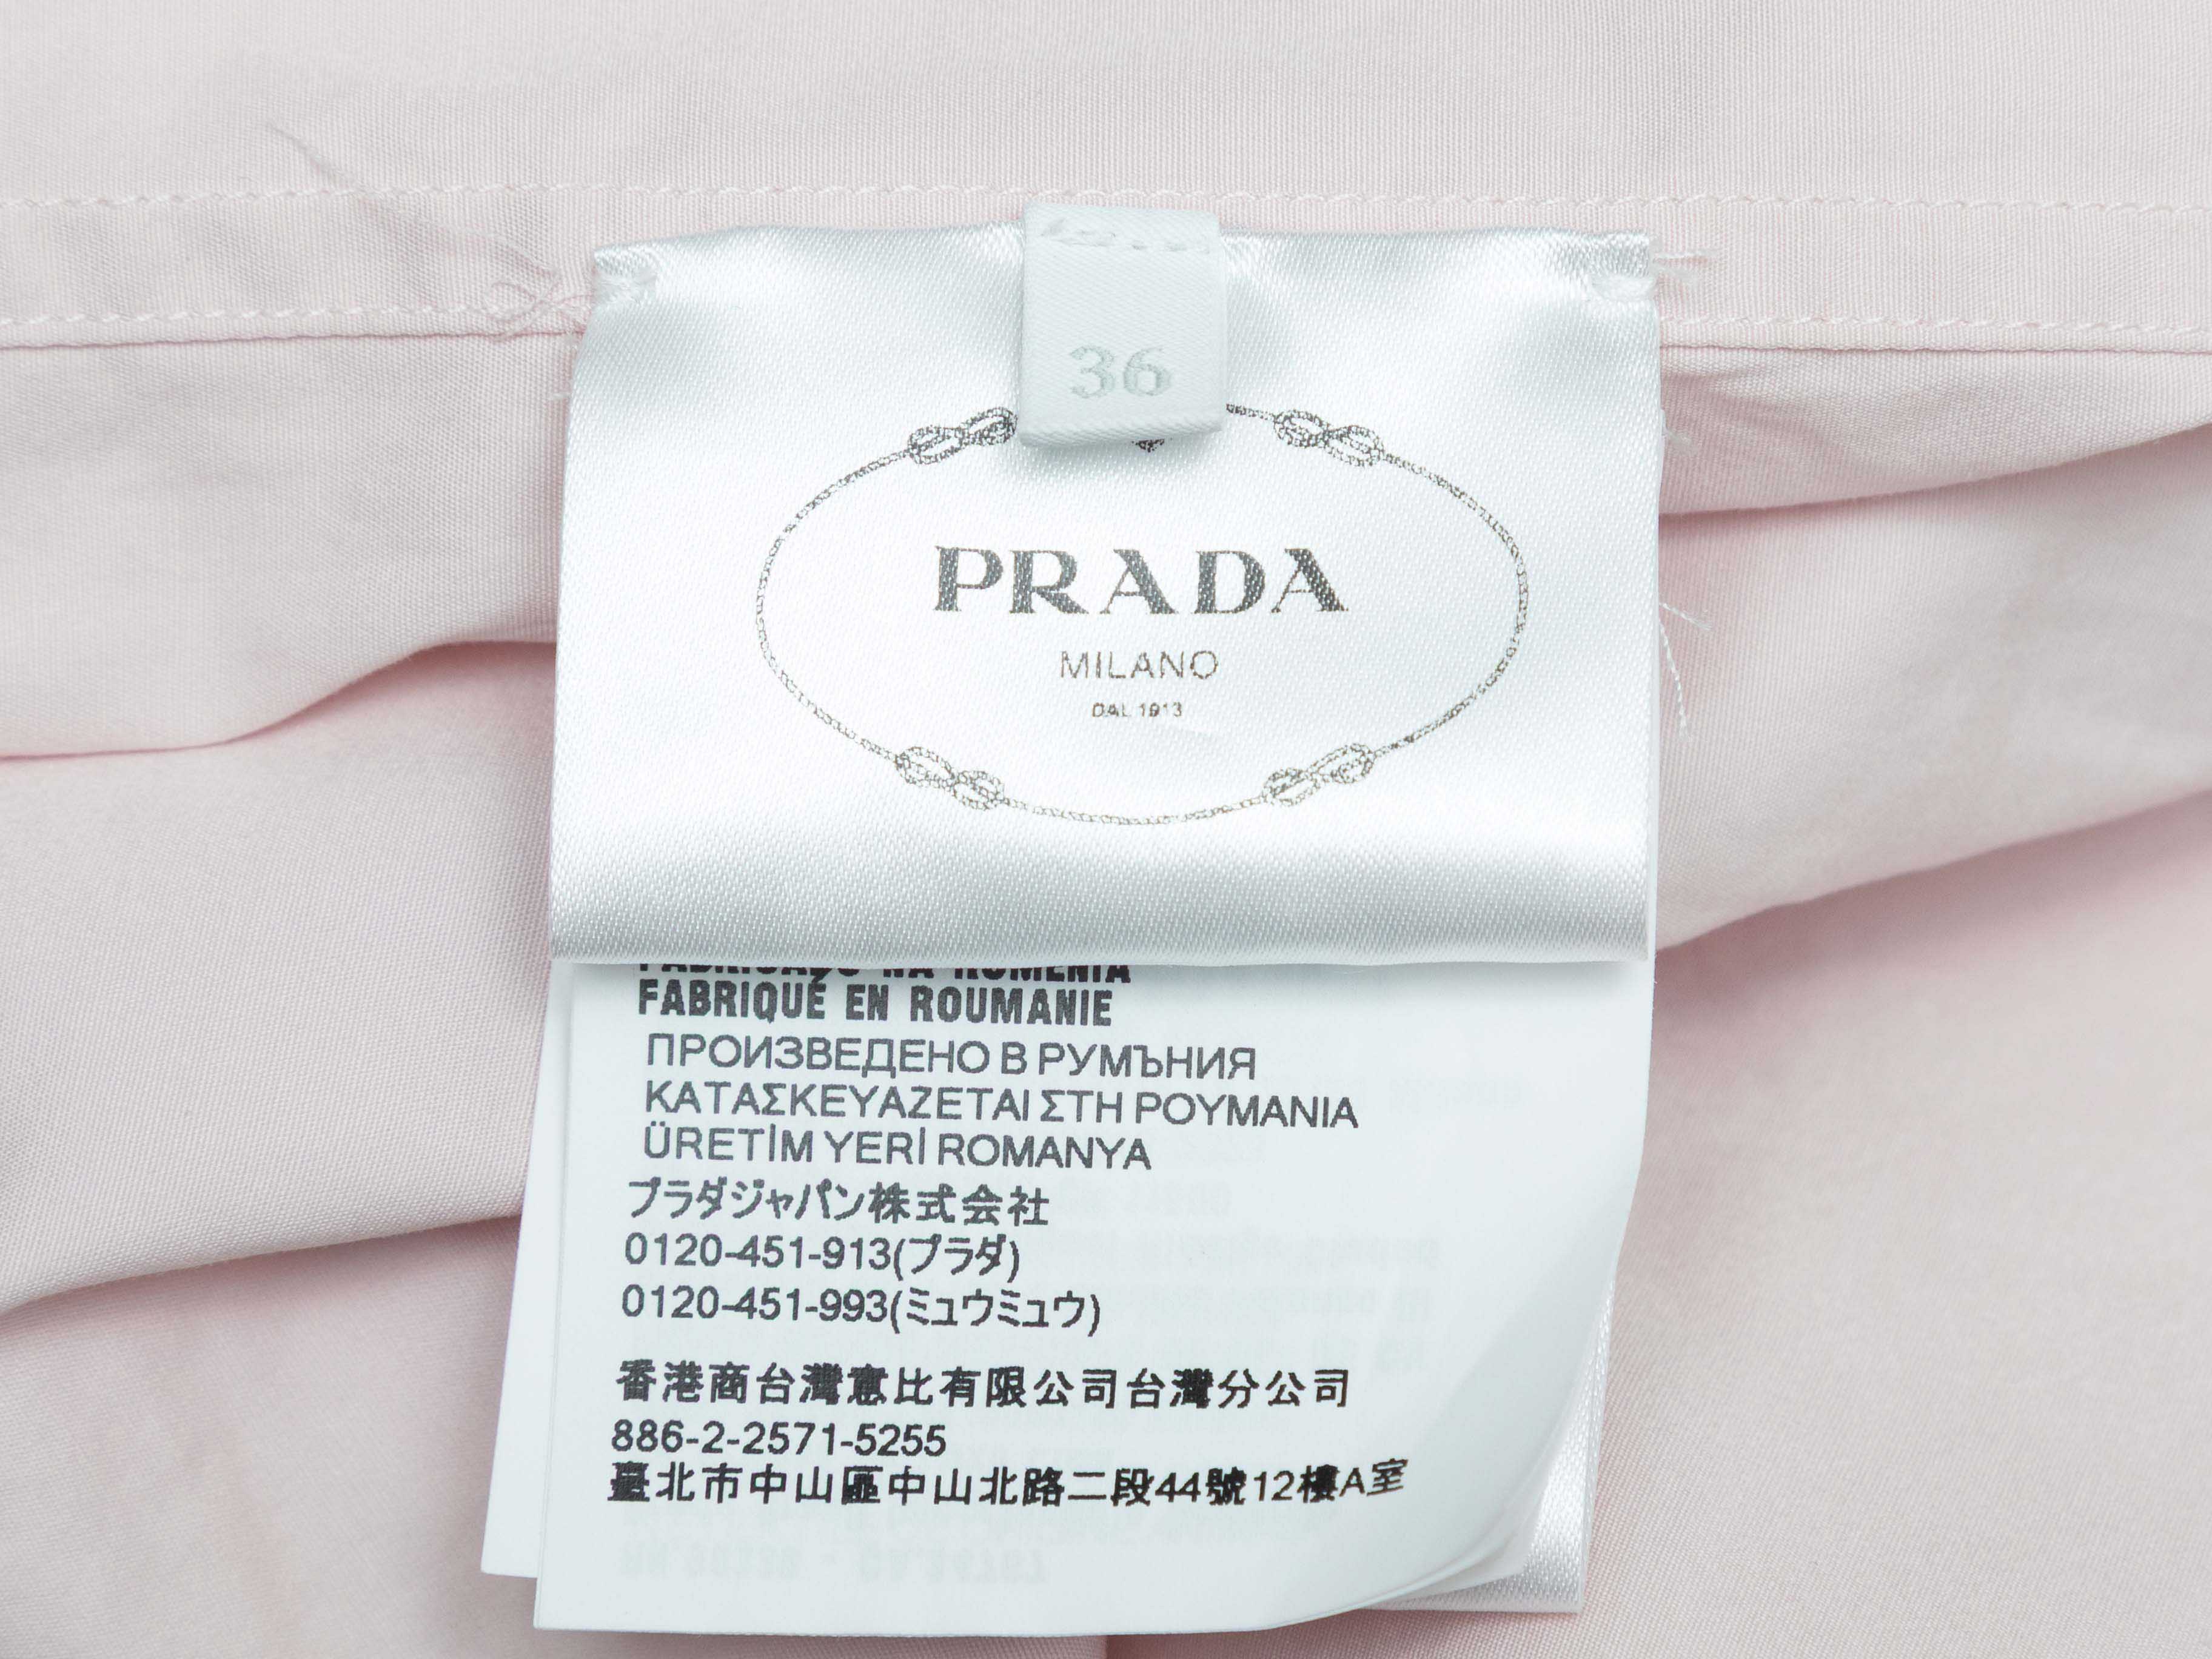 36
PRADA
MILANO
DAL 1913
FABRICADO NA ROMENIA
FABRIQUÉ EN ROUMANIE
ПРОИЗВЕДЕНО В РУМЪНИЯ
ΚΑΤΑΣΚΕΥΑΖΕΤΑΙ ΣΤΗ ΡΟΥΜΑΝΙΑ
ÜRETİM YERİ ROMANYA
プラダジャパン株式会社
0120-451-913(プラダ)
0120-451-993(ミュウミュウ)
香港商台灣意比有限公司台灣分公司
886-2-2571-5255
臺北市中山區中山北路二段44號12樓A室